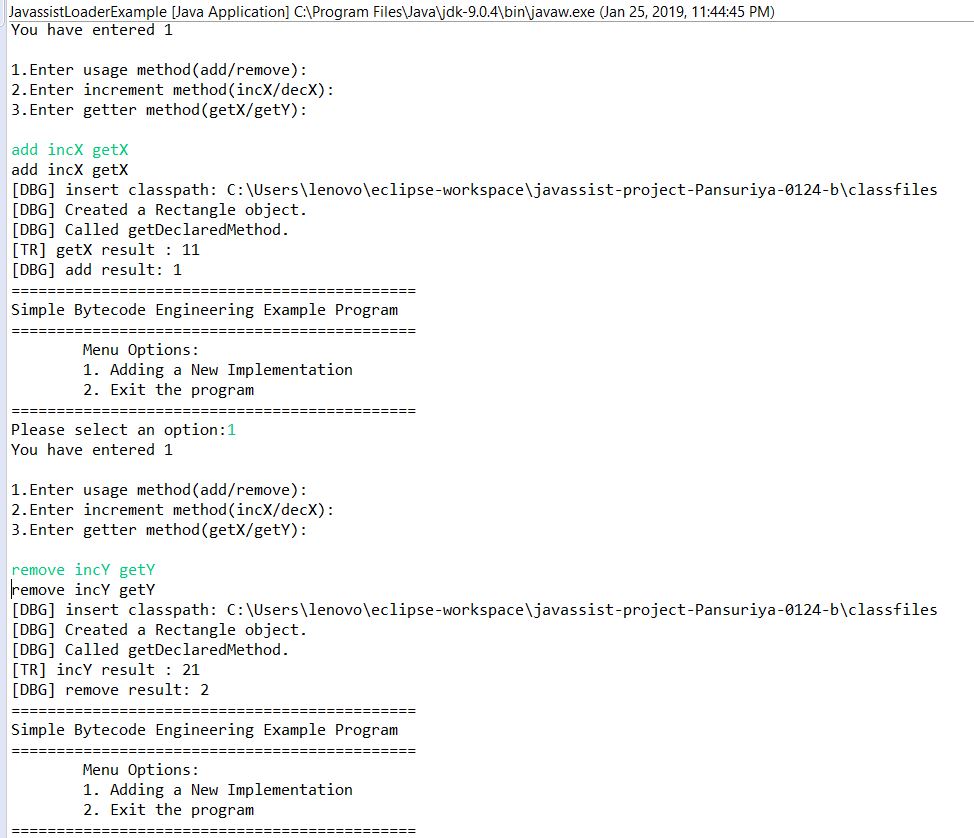 JavassistLoaderExample [Java Application] C:\Program Files\Java\jdk-9.0.4\bin\javaw.exe (Jan 25, 2019, 11:44:45 PM)
You have entered 1
1.Enter usage method(add/remove):
2.Enter increment method(incX/decX):
3.Enter getter method(getX/getY):
add incX getX
add incX getX
[DBG] insert classpath: C:\Users\lenovo\eclipse-workspace\javassist-project-Pansuriya-0124-b\classfiles
[DBG] Created a Rectangle object.
[DBG] Called getDeclaredMethod.
[TR] getX result : 11
[DBG] add result: 1
=============================================
Simple Bytecode Engineering Example Program
=============================================
Menu Options:
1. Adding a New Implementation
2. Exit the program
=============================================
Please select an option:1
You have entered 1
1.Enter usage method(add/remove):
2.Enter increment method(incX/decX):
3.Enter getter method(getX/getY):
remove incY getY
remove incY getY
[DBG] insert classpath: C:\Users\lenovo\eclipse-workspace\javassist-project-Pansuriya-0124-b\classfiles
[DBG] Created a Rectangle object.
[DBG] Called getDeclaredMethod.
[TR] incY result : 21
[DBG] remove result: 2
=============================================
Simple Bytecode Engineering Example Program
=============================================
Menu Options:
1. Adding a New Implementation
2. Exit the program
=============================================